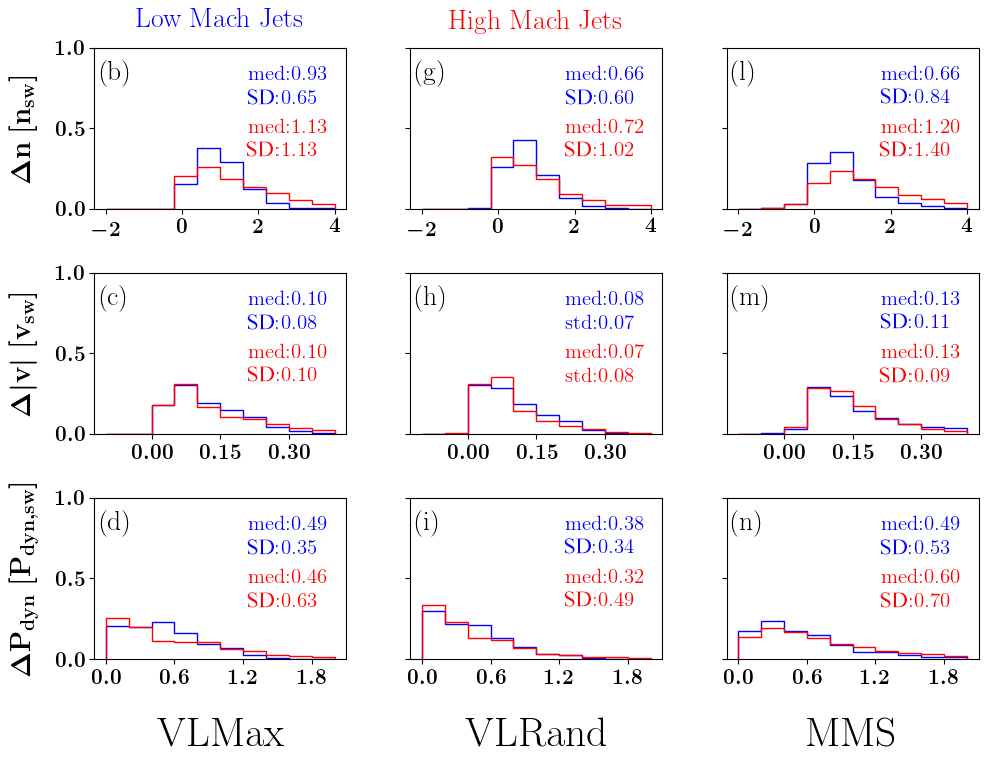 Low Mach Jets
High Mach Jets
Δn [n_sw]
1.0
0.5
0.0
(b)
med:0.93
SD:0.65
med:1.13
SD:1.13
−2 0 2 4
(g)
med:0.66
SD:0.60
med:0.72
SD:1.02
−2 0 2 4
(l)
med:0.66
SD:0.84
med:1.20
SD:1.40
−2 0 2 4
Δ|v| [v_sw]
1.0
0.5
0.0
(c)
med:0.10
SD:0.08
med:0.10
SD:0.10
0.00 0.15 0.30
(h)
med:0.08
std:0.07
med:0.07
std:0.08
0.00 0.15 0.30
(m)
med:0.13
SD:0.11
med:0.13
SD:0.09
0.00 0.15 0.30
ΔP_dyn [P_dyn,sw]
1.0
0.5
0.0
(d)
med:0.49
SD:0.35
med:0.46
SD:0.63
0.0 0.6 1.2 1.8
(i)
med:0.38
SD:0.34
med:0.32
SD:0.49
0.0 0.6 1.2 1.8
(n)
med:0.49
SD:0.53
med:0.60
SD:0.70
0.0 0.6 1.2 1.8
VLMax
VLRand
MMS